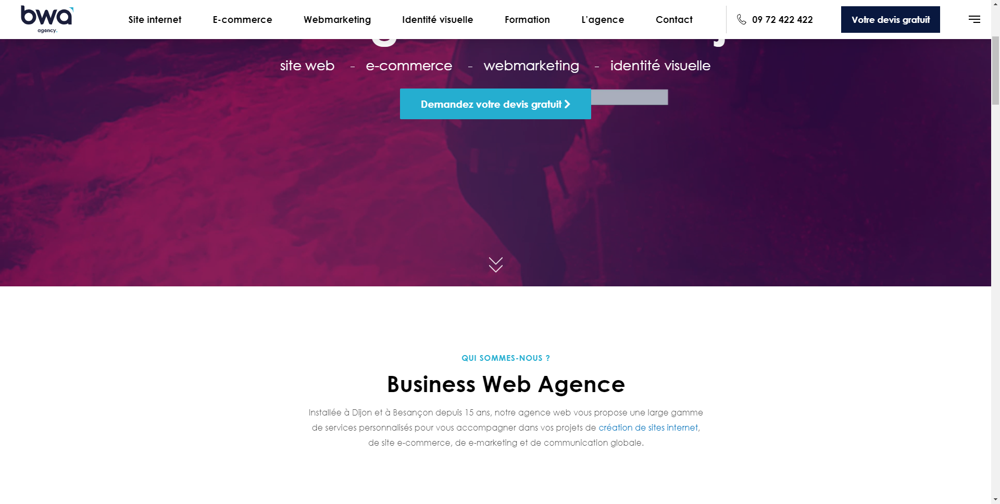 bwa
agency.
Site internet
E-commerce
Webmarketing
Identité visuelle
Formation
L’agence
Contact
09 72 422 422
Votre devis gratuit
site web - e-commerce - webmarketing - identité visuelle
Demandez votre devis gratuit
QUI SOMMES-NOUS ?
Business Web Agence
Installée à Dijon et à Besançon depuis 15 ans, notre agence web vous propose une large gamme
de services personnalisés pour vous accompagner dans vos projets de création de sites internet,
de site e-commerce, de e-marketing et de communication globale.